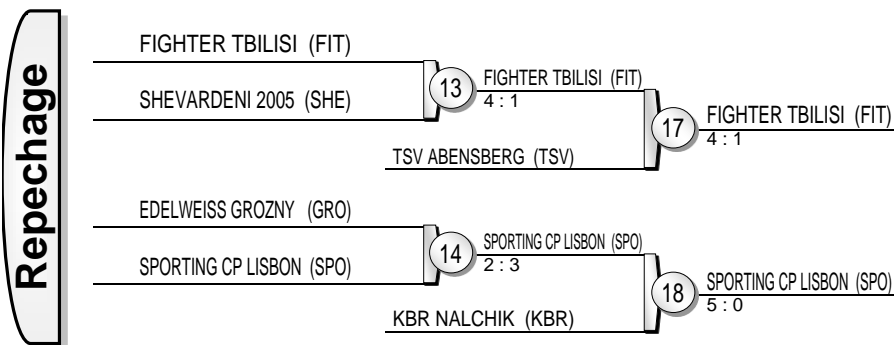 Repechage
FIGHTER TBILISI (FIT)
SHEVARDENI 2005 (SHE)
13
FIGHTER TBILISI (FIT)
4 : 1
TSV ABENSBERG (TSV)
17
FIGHTER TBILISI (FIT)
4 : 1
EDELWEISS GROZNY (GRO)
SPORTING CP LISBON (SPO)
14
SPORTING CP LISBON (SPO)
2 : 3
KBR NALCHIK (KBR)
18
SPORTING CP LISBON (SPO)
5 : 0